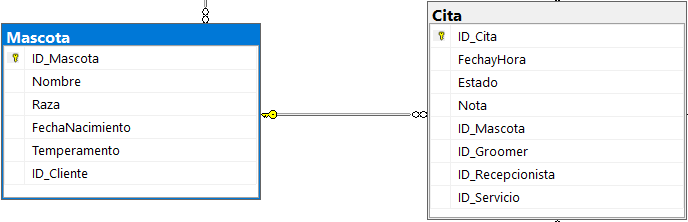 Mascota
ID_Mascota
Nombre
Raza
FechaNacimiento
Temperamento
ID_Cliente
Cita
ID_Cita
FechayHora
Estado
Nota
ID_Mascota
ID_Groomer
ID_Recepcionista
ID_Servicio